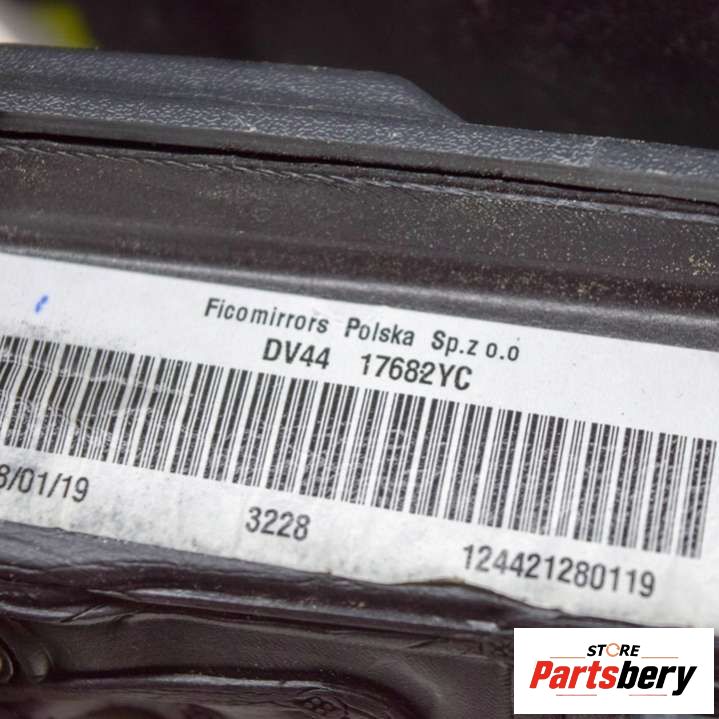 Ficomirrors Polska Sp.z o.o
DV44 17682YC
8/01/19 3228 124421280119
STORE
Partsbery